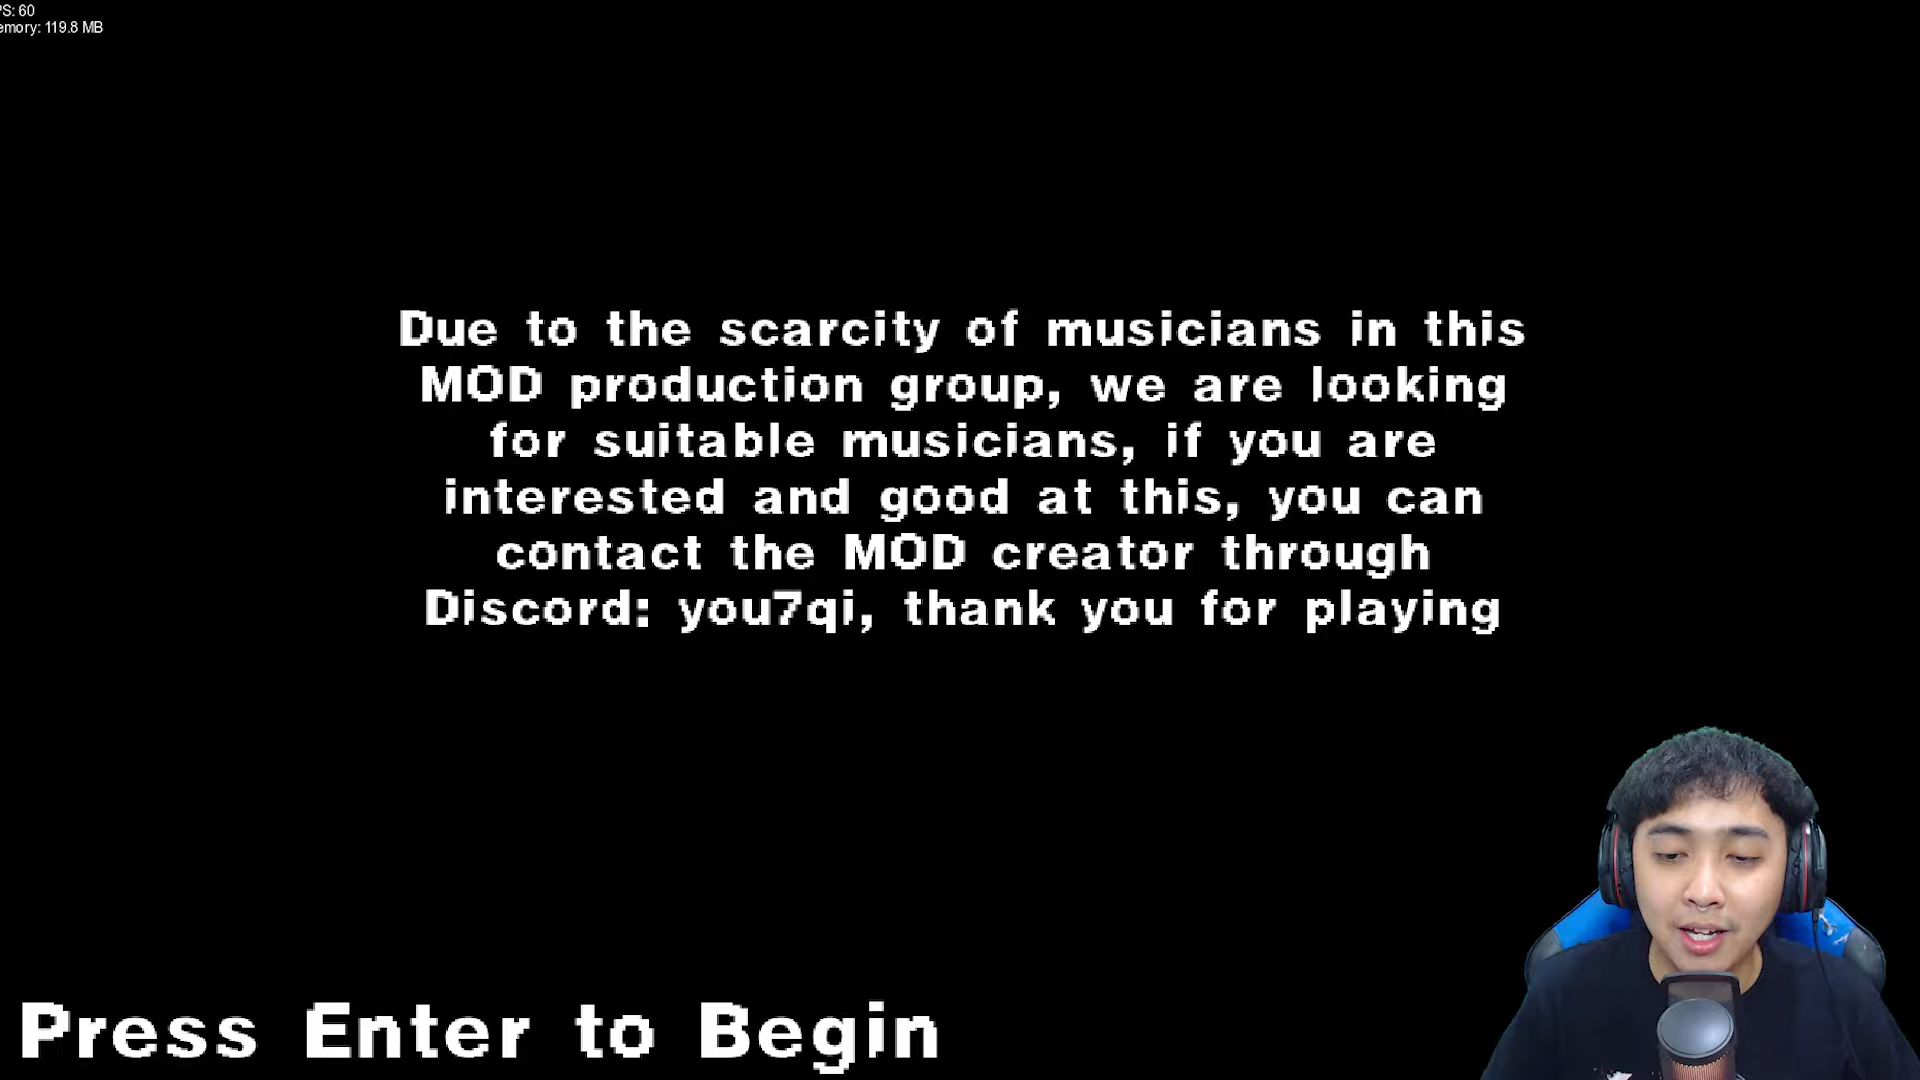 PS: 60
emory: 119.8 MB
Due to the scarcity of musicians in this
MOD production group, we are looking
for suitable musicians, if you are
interested and good at this, you can
contact the MOD creator through
Discord: you7qi, thank you for playing
Press Enter to Begin